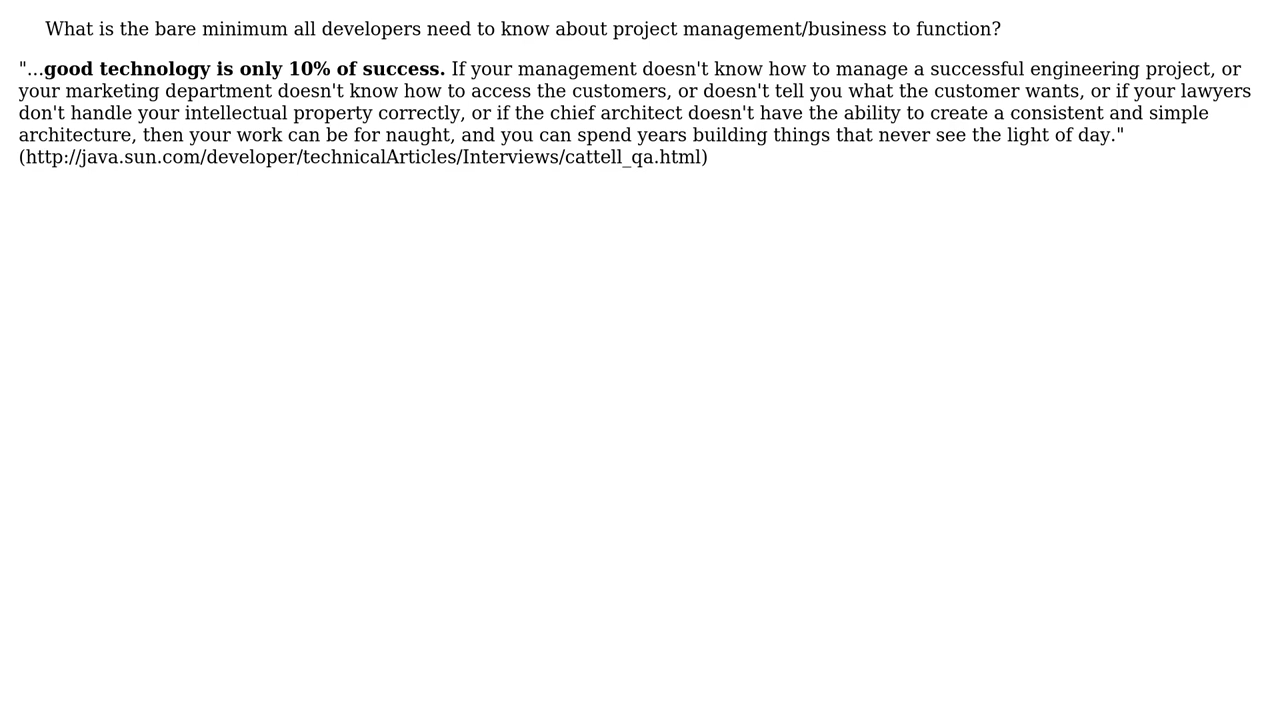 What is the bare minimum all developers need to know about project management/business to function?
"...good technology is only 10% of success. If your management doesn't know how to manage a successful engineering project, or
your marketing department doesn't know how to access the customers, or doesn't tell you what the customer wants, or if your lawyers
don't handle your intellectual property correctly, or if the chief architect doesn't have the ability to create a consistent and simple
architecture, then your work can be for naught, and you can spend years building things that never see the light of day."
(http://java.sun.com/developer/technicalArticles/Interviews/cattell_qa.html)